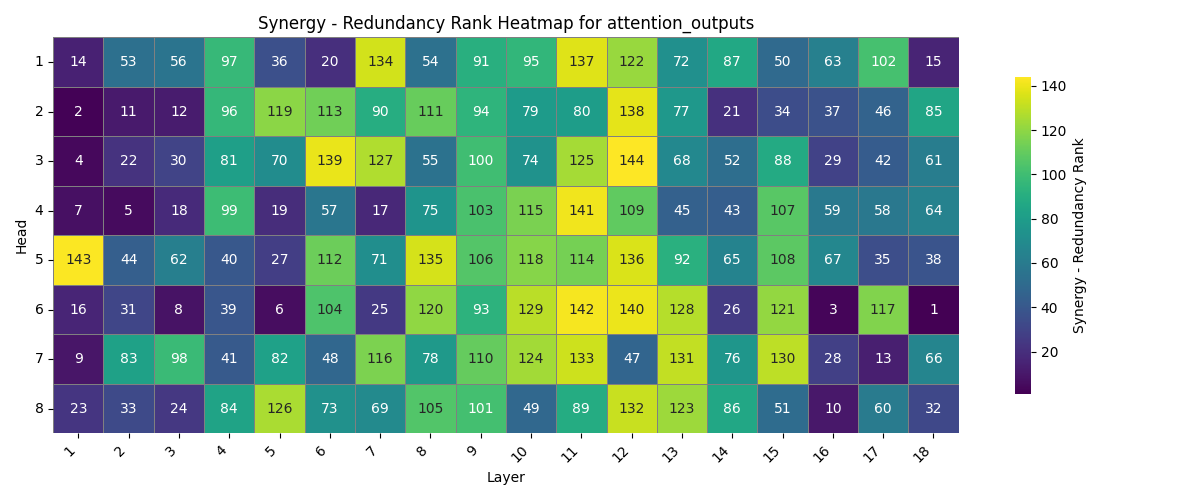 Synergy - Redundancy Rank Heatmap for attention_outputs
1 14 53 56 97 36 20 134 54 91 95 137 122 72 87 50 63 102 15
2 2 11 12 96 119 113 90 111 94 79 80 138 77 21 34 37 46 85
3 4 22 30 81 70 139 127 55 100 74 125 144 68 52 88 29 42 61
4 7 5 18 99 19 57 17 75 103 115 141 109 45 43 107 59 58 64
5 143 44 62 40 27 112 71 135 106 118 114 136 92 65 108 67 35 38
6 16 31 8 39 6 104 25 120 93 129 142 140 128 26 121 3 117 1
7 9 83 98 41 82 48 116 78 110 124 133 47 131 76 130 28 13 66
8 23 33 24 84 126 73 69 105 101 49 89 132 123 86 51 10 60 32
1 2 3 4 5 6 7 8 9 10 11 12 13 14 15 16 17 18
Layer
Head
140
120
100
80
60
40
20
Synergy - Redundancy Rank